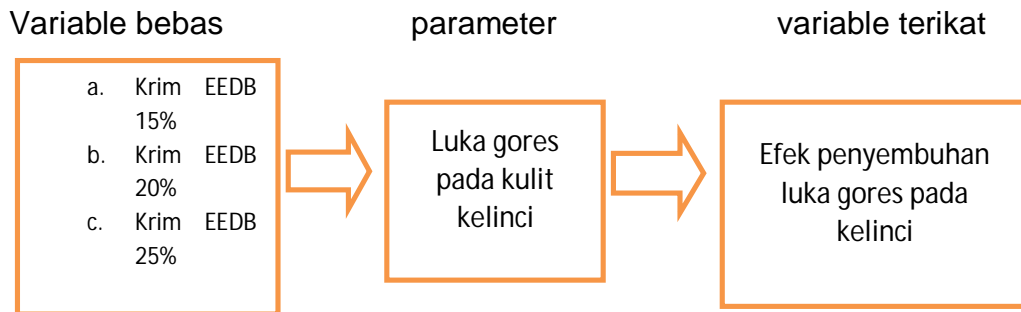 Variable bebas
parameter
variable terikat
a. Krim EEDB
15%
b. Krim EEDB
20%
c. Krim EEDB
25%
Luka gores
pada kulit
kelinci
Efek penyembuhan
luka gores pada
kelinci